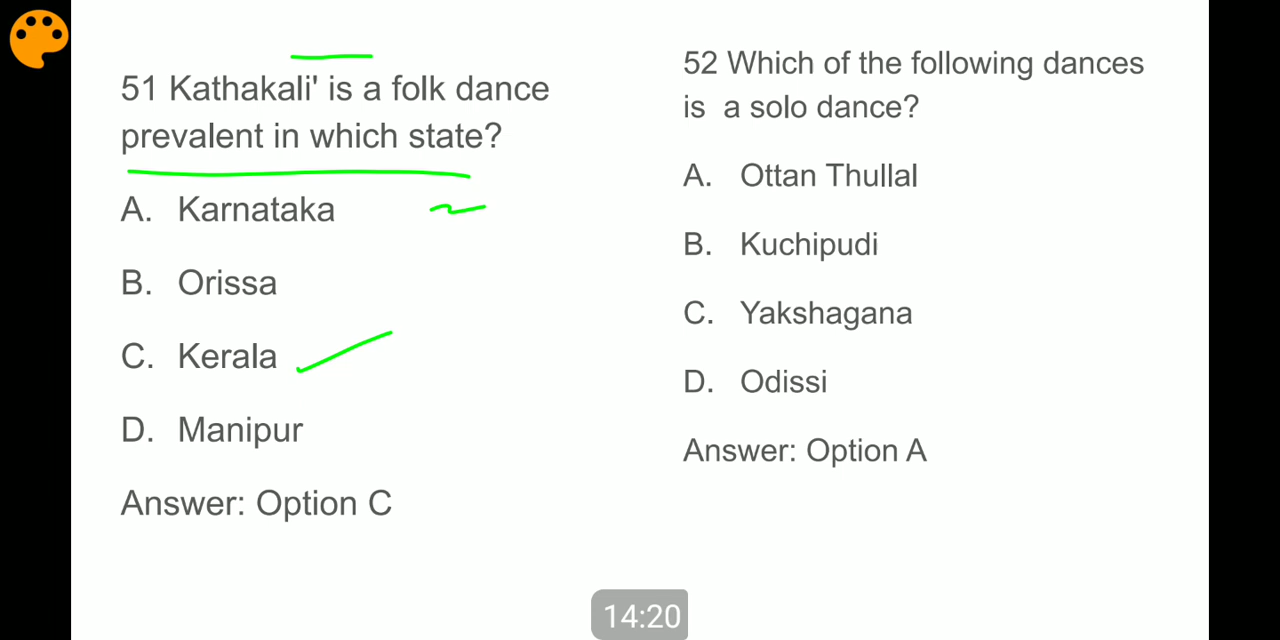 51 Kathakali' is a folk dance
prevalent in which state?
A. Karnataka
B. Orissa
C. Kerala
D. Manipur
Answer: Option C
52 Which of the following dances
is a solo dance?
A. Ottan Thullal
B. Kuchipudi
C. Yakshagana
D. Odissi
Answer: Option A
14:20